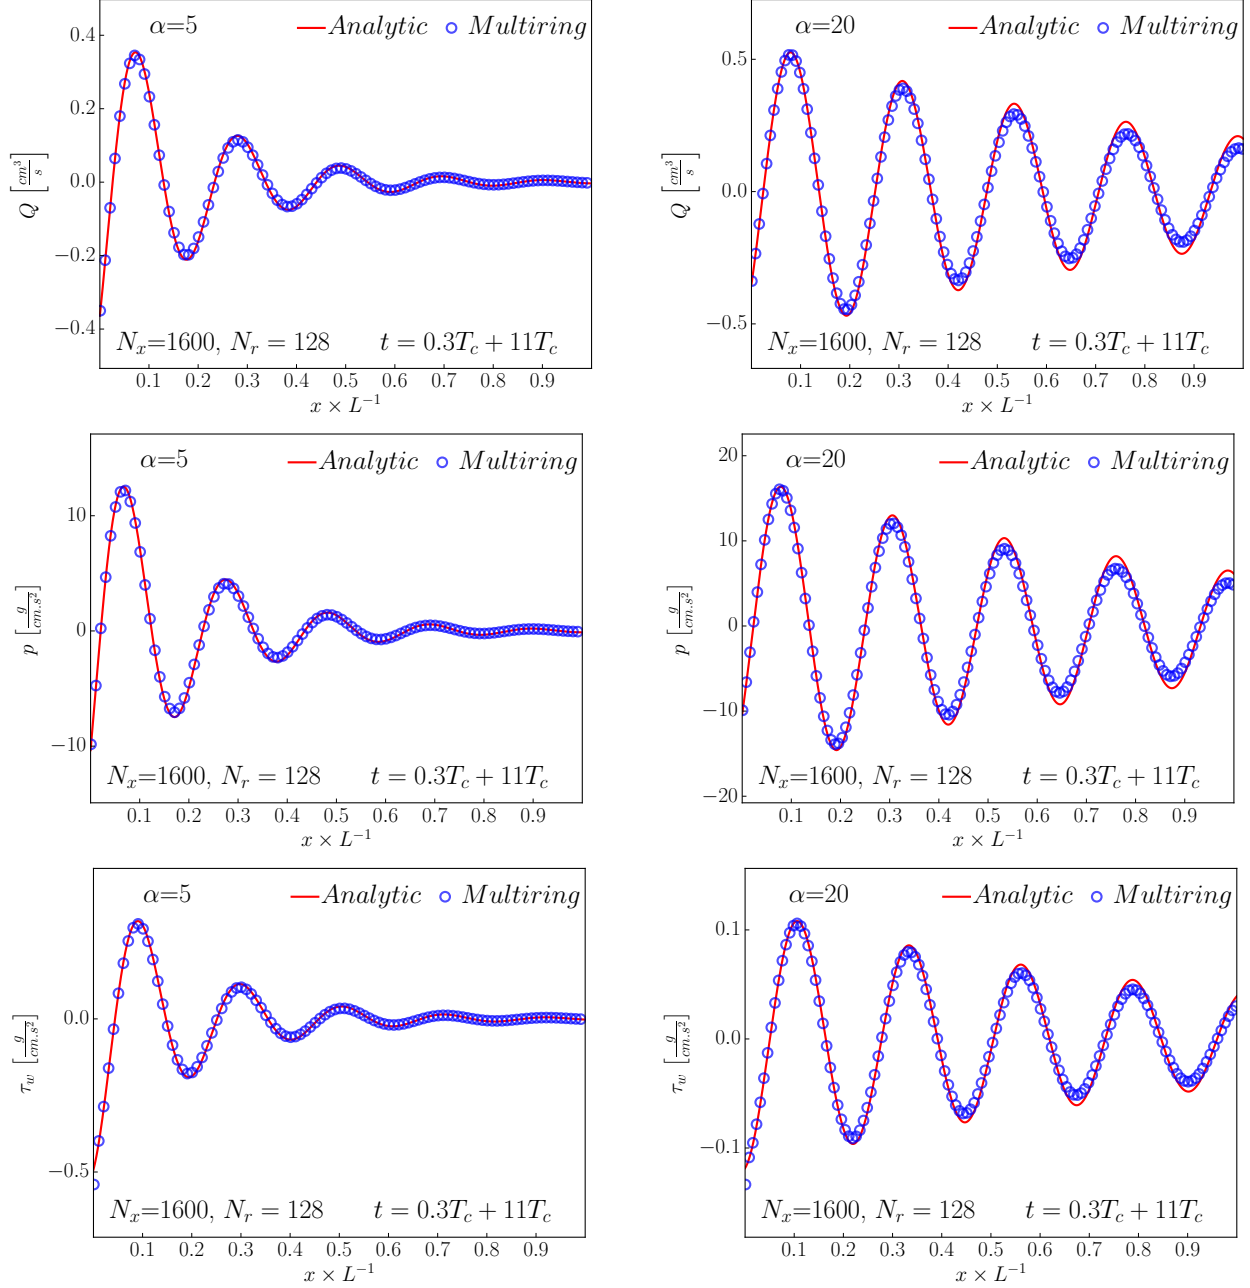 α=5 Analytic Multiring
Q [cm³/s]
0.4
0.2
0.0
−0.2
−0.4
N_x=1600, N_r = 128 t = 0.3T_c + 11T_c
0.1 0.2 0.3 0.4 0.5 0.6 0.7 0.8 0.9
x × L⁻¹
α=20 Analytic Multiring
Q [cm³/s]
0.5
0.0
−0.5
N_x=1600, N_r = 128 t = 0.3T_c + 11T_c
0.1 0.2 0.3 0.4 0.5 0.6 0.7 0.8 0.9
x × L⁻¹
α=5 Analytic Multiring
p [g/cm.s²]
10
0
−10
N_x=1600, N_r = 128 t = 0.3T_c + 11T_c
0.1 0.2 0.3 0.4 0.5 0.6 0.7 0.8 0.9
x × L⁻¹
α=20 Analytic Multiring
p [g/cm.s²]
20
10
0
−10
−20
N_x=1600, N_r = 128 t = 0.3T_c + 11T_c
0.1 0.2 0.3 0.4 0.5 0.6 0.7 0.8 0.9
x × L⁻¹
α=5 Analytic Multiring
τ_w [g/cm.s²]
0.0
−0.5
N_x=1600, N_r = 128 t = 0.3T_c + 11T_c
0.1 0.2 0.3 0.4 0.5 0.6 0.7 0.8 0.9
x × L⁻¹
α=20 Analytic Multiring
τ_w [g/cm.s²]
0.1
0.0
−0.1
N_x=1600, N_r = 128 t = 0.3T_c + 11T_c
0.1 0.2 0.3 0.4 0.5 0.6 0.7 0.8 0.9
x × L⁻¹